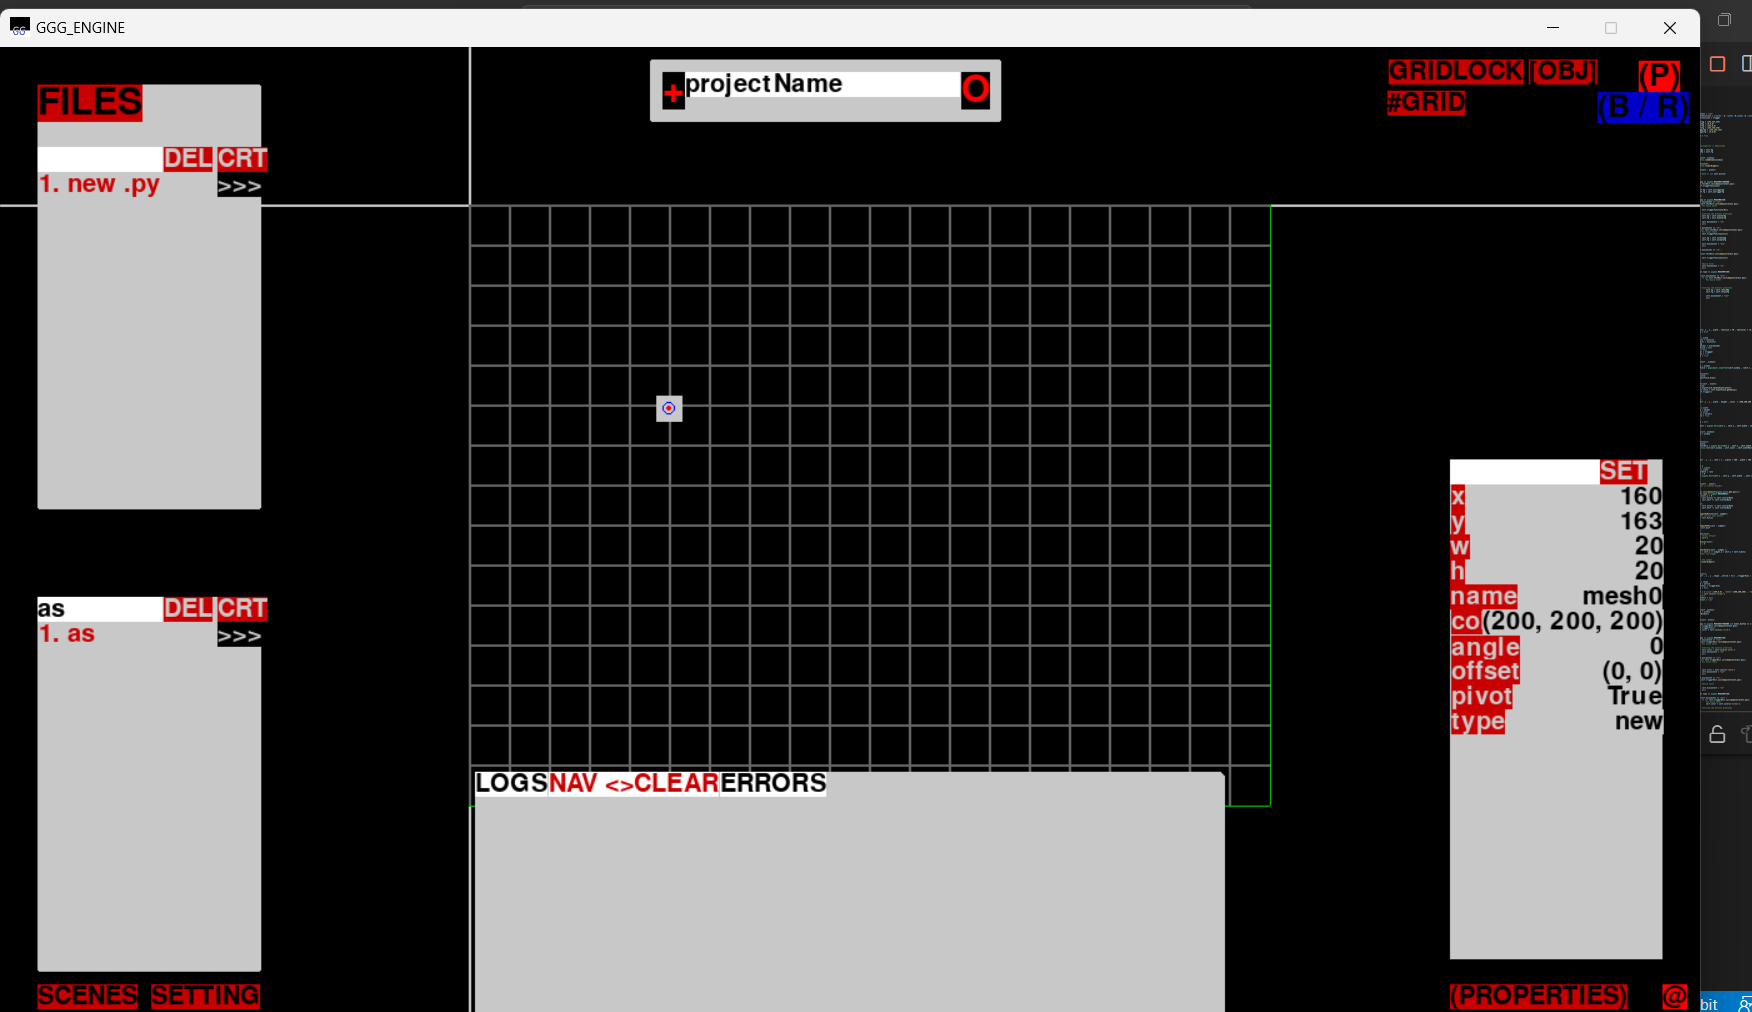 GGG_ENGINE
FILES
DEL CRT
1. new .py >>>
+ projectName O
GRIDLOCK [OBJ] (P)
#GRID (B / R)
as DEL CRT
1. as >>>
SCENES SETTING
LOGS NAV <> CLEAR ERRORS
SET
x 160
y 163
w 20
h 20
name mesh0
co (200, 200, 200)
angle 0
offset (0, 0)
pivot True
type new
(PROPERTIES) @
bit